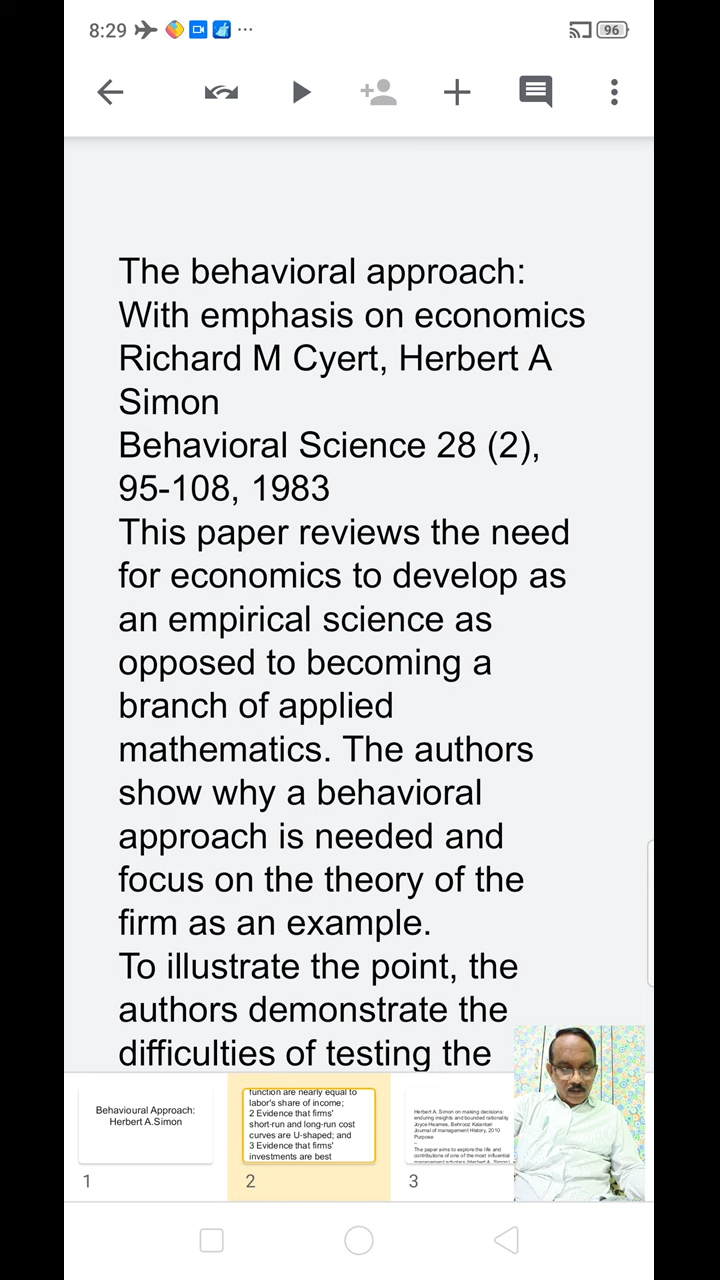 8:29
96
The behavioral approach:
With emphasis on economics
Richard M Cyert, Herbert A
Simon
Behavioral Science 28 (2),
95-108, 1983
This paper reviews the need
for economics to develop as
an empirical science as
opposed to becoming a
branch of applied
mathematics. The authors
show why a behavioral
approach is needed and
focus on the theory of the
firm as an example.
To illustrate the point, the
authors demonstrate the
difficulties of testing the
Behavioural Approach:
Herbert A.Simon
1
function are nearly equal to
labor's share of income;
2 Evidence that firms'
short-run and long-run cost
curves are U-shaped; and
3 Evidence that firms'
investments are best
2
Herbert A. Simon on making decisions:
enduring insights and bounded rationality
Joyce Heames, Behrooz Kalantari
Journal of management History, 2010
Purpose
–
The paper aims to explore the life and
contributions of one of the most influential
management scholars (Herbert A. Simon)
3